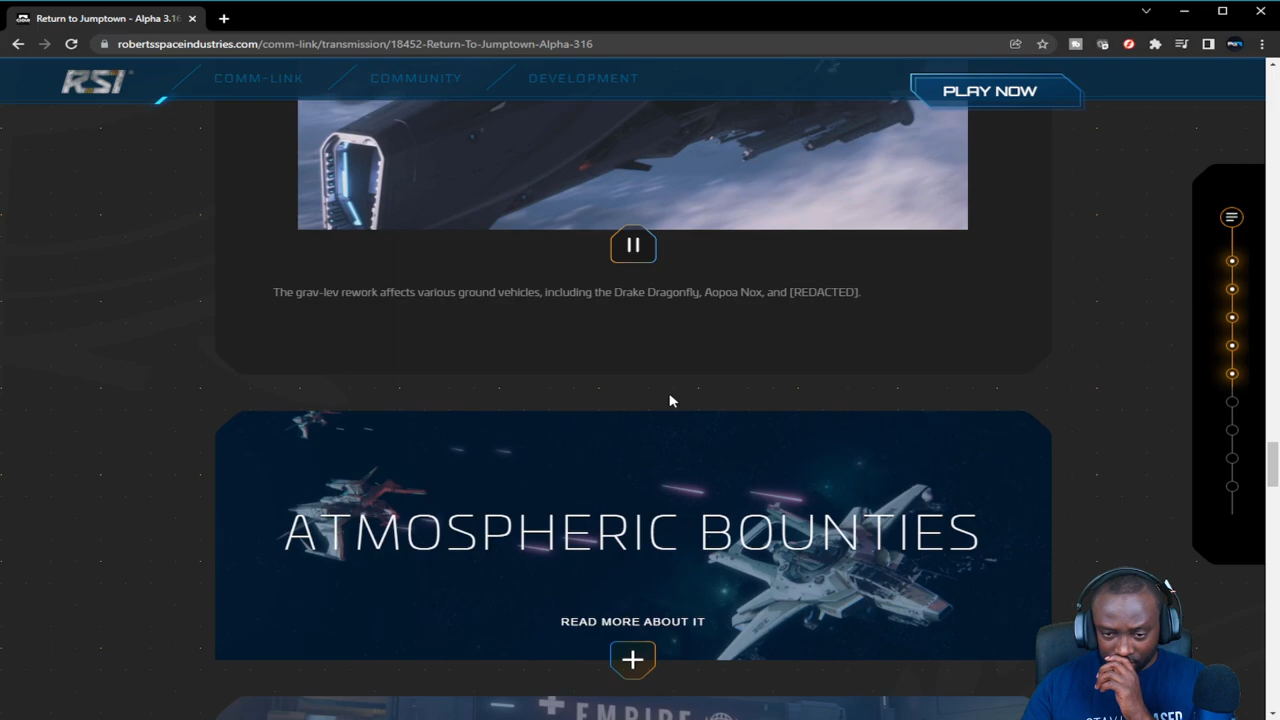 Return to Jumptown - Alpha 3.16
robertsspaceindustries.com/comm-link/transmission/18452-Return-To-Jumptown-Alpha-316
RSI
COMM-LINK
COMMUNITY
DEVELOPMENT
PLAY NOW
The grav-lev rework affects various ground vehicles, including the Drake Dragonfly, Aopoa Nox, and [REDACTED].
ATMOSPHERIC BOUNTIES
READ MORE ABOUT IT
EMPIRE